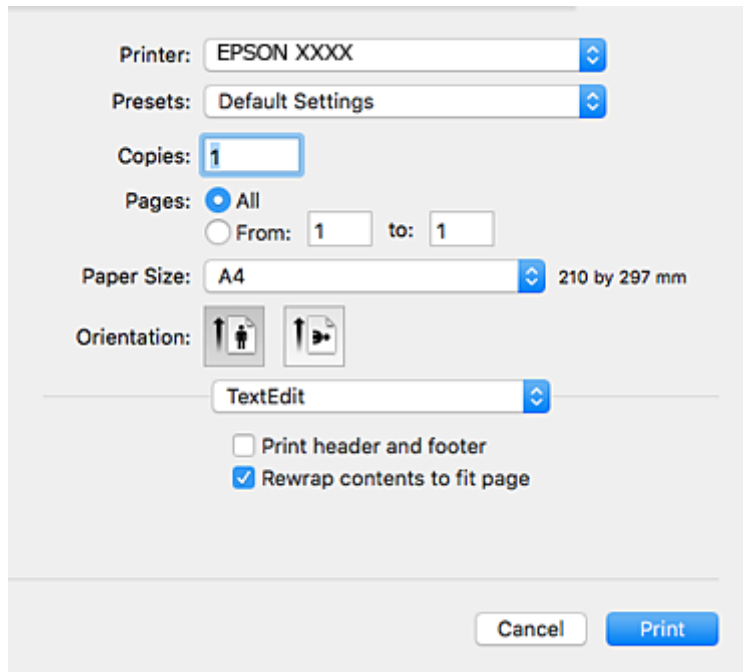 Printer: EPSON XXXX
Presets: Default Settings
Copies: 1
Pages: All
From: 1 to: 1
Paper Size: A4 210 by 297 mm
Orientation:
TextEdit
Print header and footer
Rewrap contents to fit page
Cancel Print